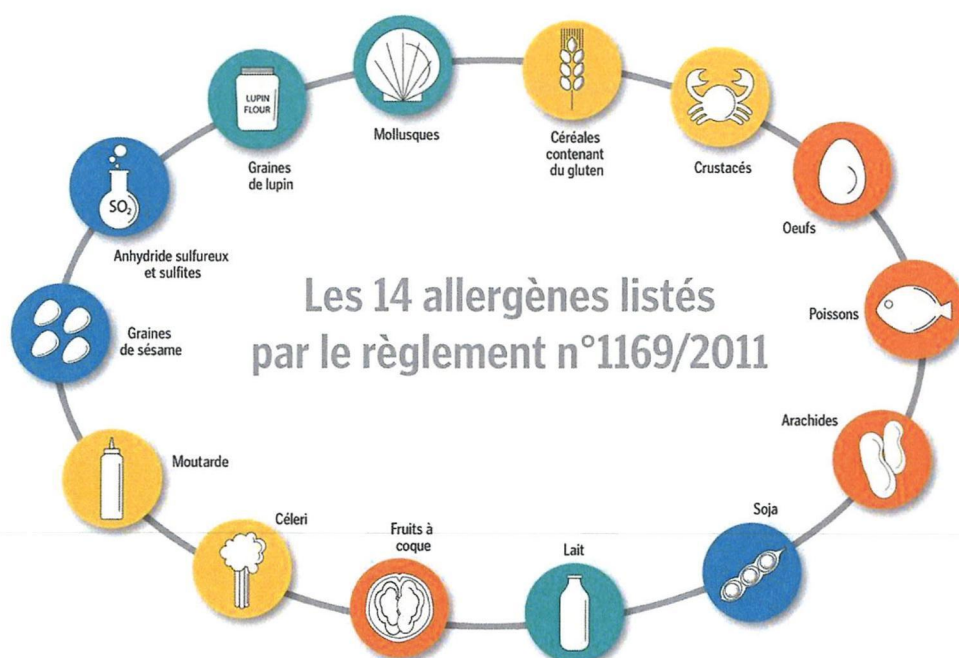 Les 14 allergènes listés
par le règlement n°1169/2011
Céréales
contenant
du gluten
Crustacés
Oeufs
Poissons
Arachides
Soja
Lait
Fruits à
coque
Céleri
Moutarde
Graines
de sésame
SO₂
Anhydride sulfureux
et sulfites
LUPIN
FLOUR
Graines
de lupin
Mollusques